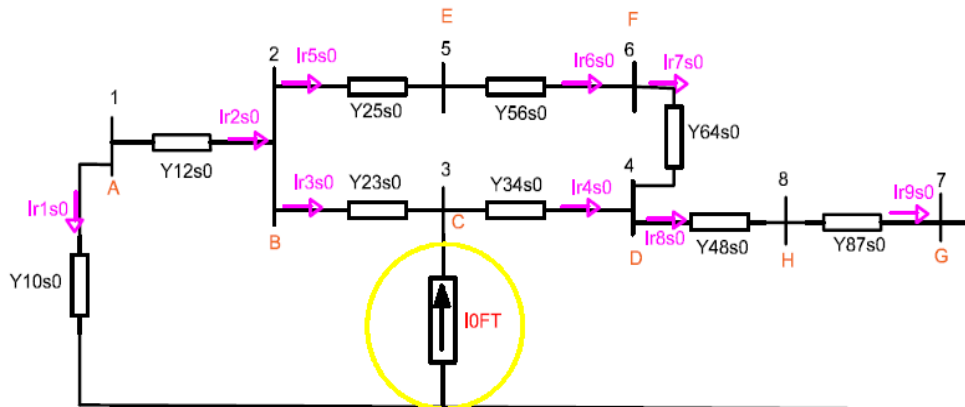 E
F
2
Ir5s0
5
Ir6s0
6
Ir7s0
1
Ir2s0
Y25s0
Y56s0
Y64s0
A
Y12s0
Ir1s0
Ir3s0
Y23s0
3
Y34s0
Ir4s0
4
8
7
Ir9s0
B
C
D
Ir8s0
Y48s0
H
Y87s0
G
Y10s0
I0FT